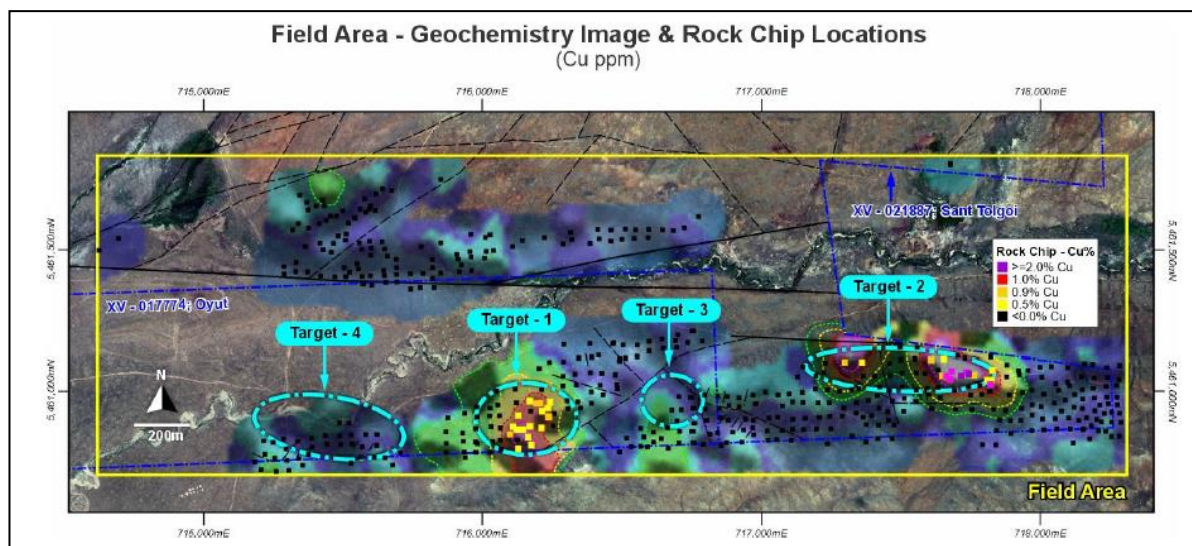 Field Area - Geochemistry Image & Rock Chip Locations
(Cu ppm)
715,000mE
716,000mE
717,000mE
718,000mE
5,461,500mN
5,461,500mN
XV - 021887; Sant Tolgoi
Rock Chip - Cu%
>=2.0% Cu
1.0% Cu
0.9% Cu
0.5% Cu
<0.0% Cu
XV - 017774; Oyut
Target - 4
Target - 1
Target - 3
Target - 2
N
200m
5,461,000mN
5,461,000mN
Field Area
715,000mE
716,000mE
717,000mE
718,000mE